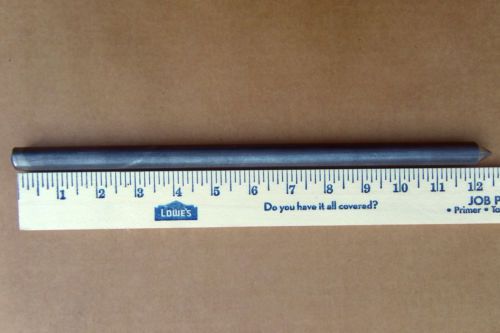 1 2 3 4 5 6 7 8 9 10 11 12
LOWE'S
Do you have it all covered?
JOB P
• Primer • Ta